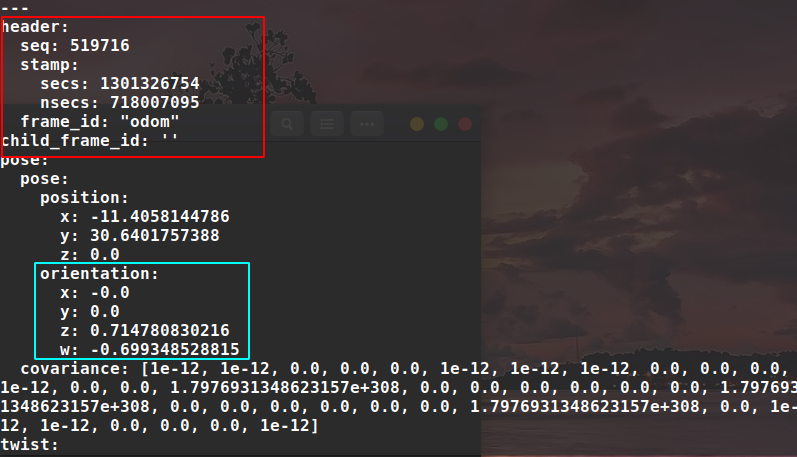 ---
header:
  seq: 519716
  stamp:
    secs: 1301326754
    nsecs: 718007095
  frame_id: "odom"
child_frame_id: ''
pose:
  pose:
    position:
      x: -11.4058144786
      y: 30.6401757388
      z: 0.0
    orientation:
      x: -0.0
      y: 0.0
      z: 0.714780830216
      w: -0.699348528815
  covariance: [1e-12, 1e-12, 0.0, 0.0, 0.0, 1e-12, 1e-12, 1e-12, 0.0, 0.0, 0.0,
1e-12, 0.0, 0.0, 1.7976931348623157e+308, 0.0, 0.0, 0.0, 0.0, 0.0, 0.0, 1.797693
1348623157e+308, 0.0, 0.0, 0.0, 0.0, 0.0, 0.0, 1.7976931348623157e+308, 0.0, 1e-
12, 1e-12, 0.0, 0.0, 0.0, 1e-12]
twist: